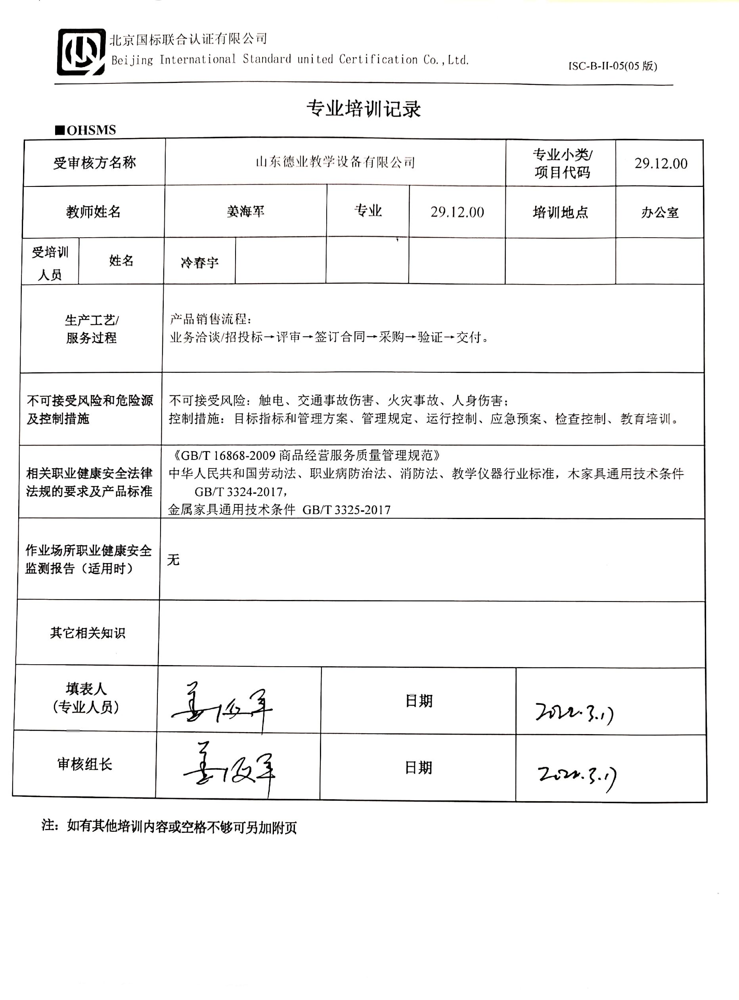 北京国标联合认证有限公司
Beijing International Standard united Certification Co.,Ltd.
ISC-B-II-05(05 版)
专业培训记录
■OHSMS
受审核方名称
山东德业教学设备有限公司
专业小类/
项目代码
29.12.00
教师姓名
姜海军
专业
29.12.00
培训地点
办公室
受培训
人员
姓名
冷春宇
生产工艺/
服务过程
产品销售流程：
业务洽谈/招投标→评审→签订合同→采购→验证→交付。
不可接受风险和危险源
及控制措施
不可接受风险：触电、交通事故伤害、火灾事故、人身伤害；
控制措施：目标指标和管理方案、管理规定、运行控制、应急预案、检查控制、教育培训。
相关职业健康安全法律
法规的要求及产品标准
《GB/T 16868-2009 商品经营服务质量管理规范》
中华人民共和国劳动法、职业病防治法、消防法、教学仪器行业标准，木家具通用技术条件
GB/T 3324-2017，
金属家具通用技术条件 GB/T 3325-2017
作业场所职业健康安全
监测报告（适用时）
无
其它相关知识
填表人
（专业人员）
姜海军
日期
2022.3.17
审核组长
姜海军
日期
2022.3.17
注：如有其他培训内容或空格不够可另加附页